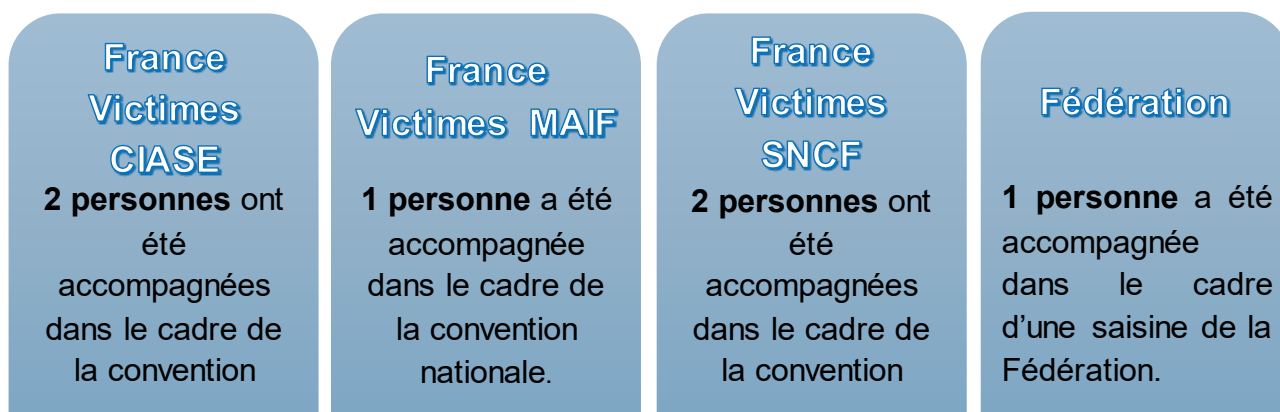 France
Victimes
CIASE
2 personnes ont
été
accompagnées
dans le cadre de
la convention
France
Victimes MAIF
1 personne a été
accompagnée
dans le cadre de
la convention
nationale.
France
Victimes
SNCF
2 personnes ont
été
accompagnées
dans le cadre de
la convention
Fédération
1 personne a été
accompagnée
dans le cadre
d’une saisine de la
Fédération.